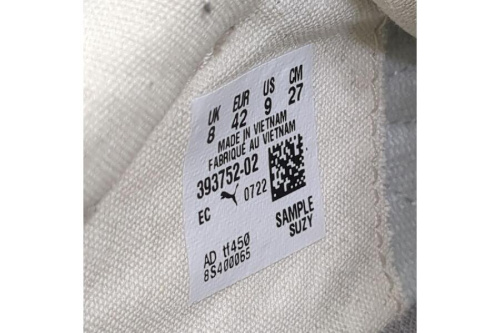 UK EUR US CM
8 42 9 27
MADE IN VIETNAM
FABRIQUE AU VIETNAM
393752-02
EC 0722
SAMPLE
SUZY
AD tt450
8S400065